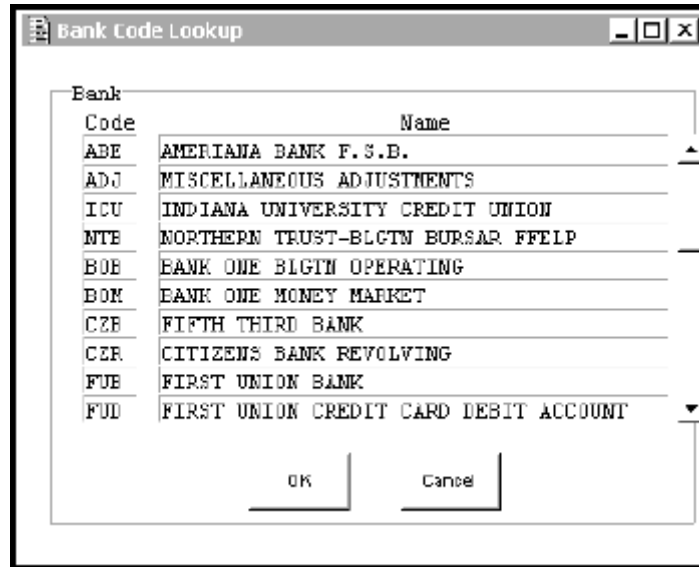 Bank Code Lookup
Bank
Code Name
ABE AMERIANA BANK F.S.B.
ADJ MISCELLANEOUS ADJUSTMENTS
ICU INDIANA UNIVERSITY CREDIT UNION
NTB NORTHERN TRUST-BLGTN BURSAR FFELP
BOB BANK ONE BLGTN OPERATING
BOM BANK ONE MONEY MARKET
CZB FIFTH THIRD BANK
CZR CITIZENS BANK REVOLVING
FUB FIRST UNION BANK
FUD FIRST UNION CREDIT CARD DEBIT ACCOUNT
OK Cancel